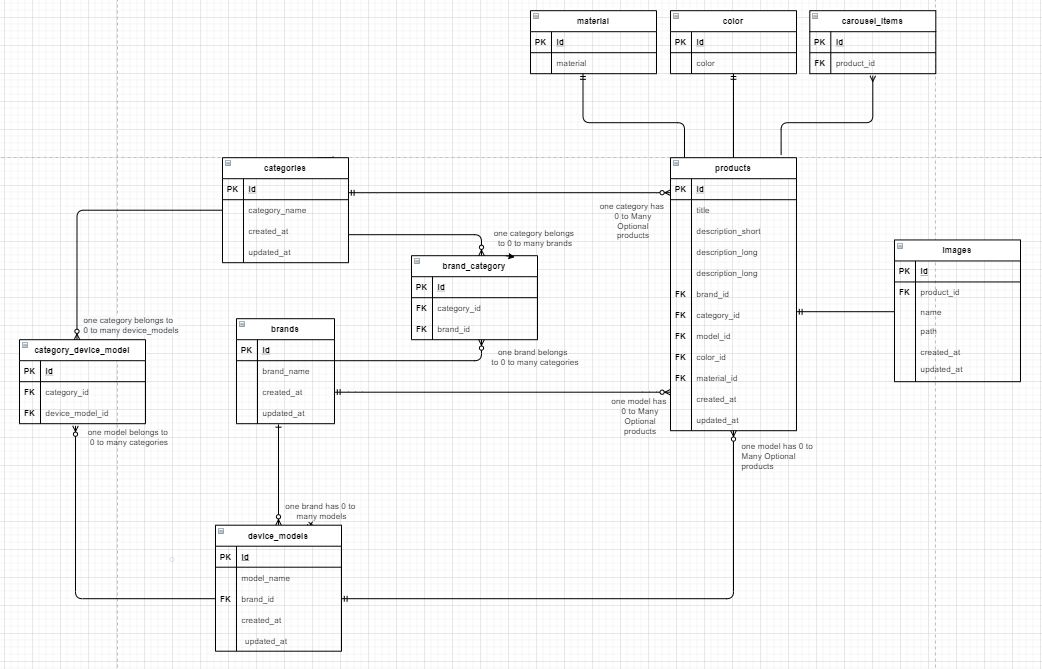 material
PK Id
material
color
PK Id
color
carousel_items
PK Id
FK product_id
categories
PK Id
category_name
created_at
updated_at
products
PK Id
title
description_short
description_long
description_long
FK brand_id
FK category_id
FK model_id
FK color_id
FK material_id
created_at
updated_at
one category has
0 to Many
Optional
products
one category belongs
to 0 to many brands
brand_category
PK Id
FK category_id
FK brand_id
one brand belongs
to 0 to many categories
Images
PK Id
FK product_id
name
path
created_at
updated_at
one category belongs to
0 to many device_models
category_device_model
PK Id
FK category_id
FK device_model_id
one model belongs to
0 to many categories
brands
PK Id
brand_name
created_at
updated_at
one model has
0 to Many
Optional
products
one model has 0 to
Many Optional
products
one brand has 0 to
many models
device_models
PK Id
model_name
FK brand_id
created_at
updated_at